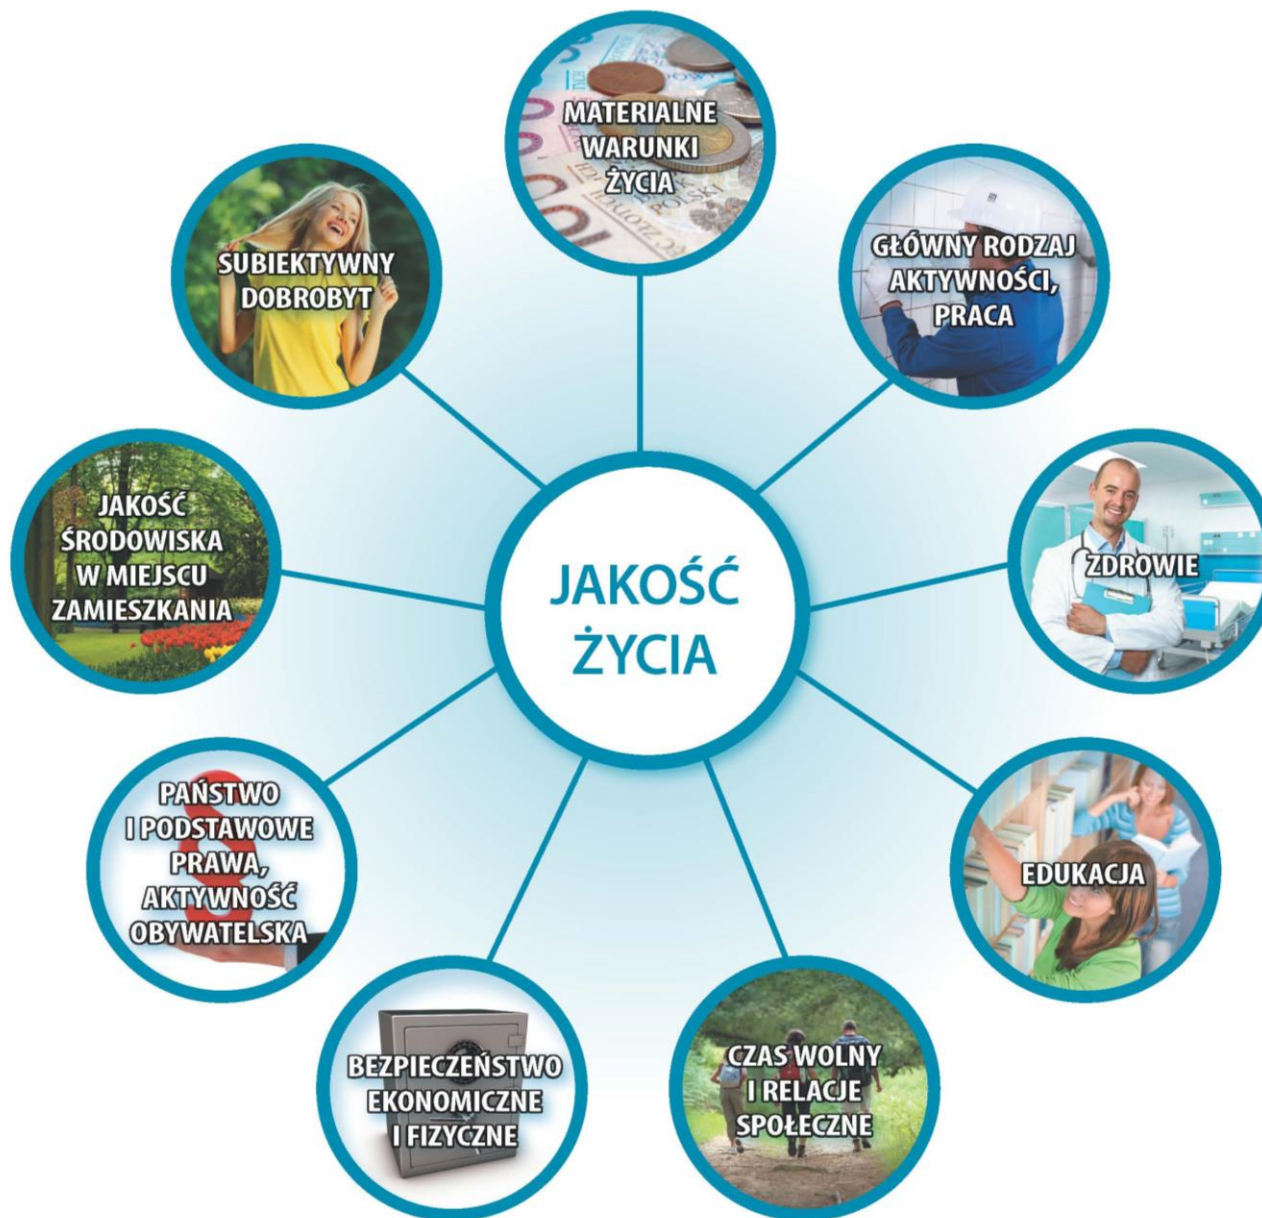 MATERIALNE
WARUNKI
ŻYCIA
GŁÓWNY RODZAJ
AKTYWNOŚCI,
PRACA
ZDROWIE
EDUKACJA
CZAS WOLNY
I RELACJE
SPOŁECZNE
BEZPIECZEŃSTWO
EKONOMICZNE
I FIZYCZNE
PAŃSTWO
I PODSTAWOWE
PRAWA,
AKTYWNOŚĆ
OBYWATELSKA
JAKOŚĆ
ŚRODOWISKA
W MIEJSCU
ZAMIESZKANIA
SUBIEKTYWNY
DOBROBYT
JAKOŚĆ
ŻYCIA